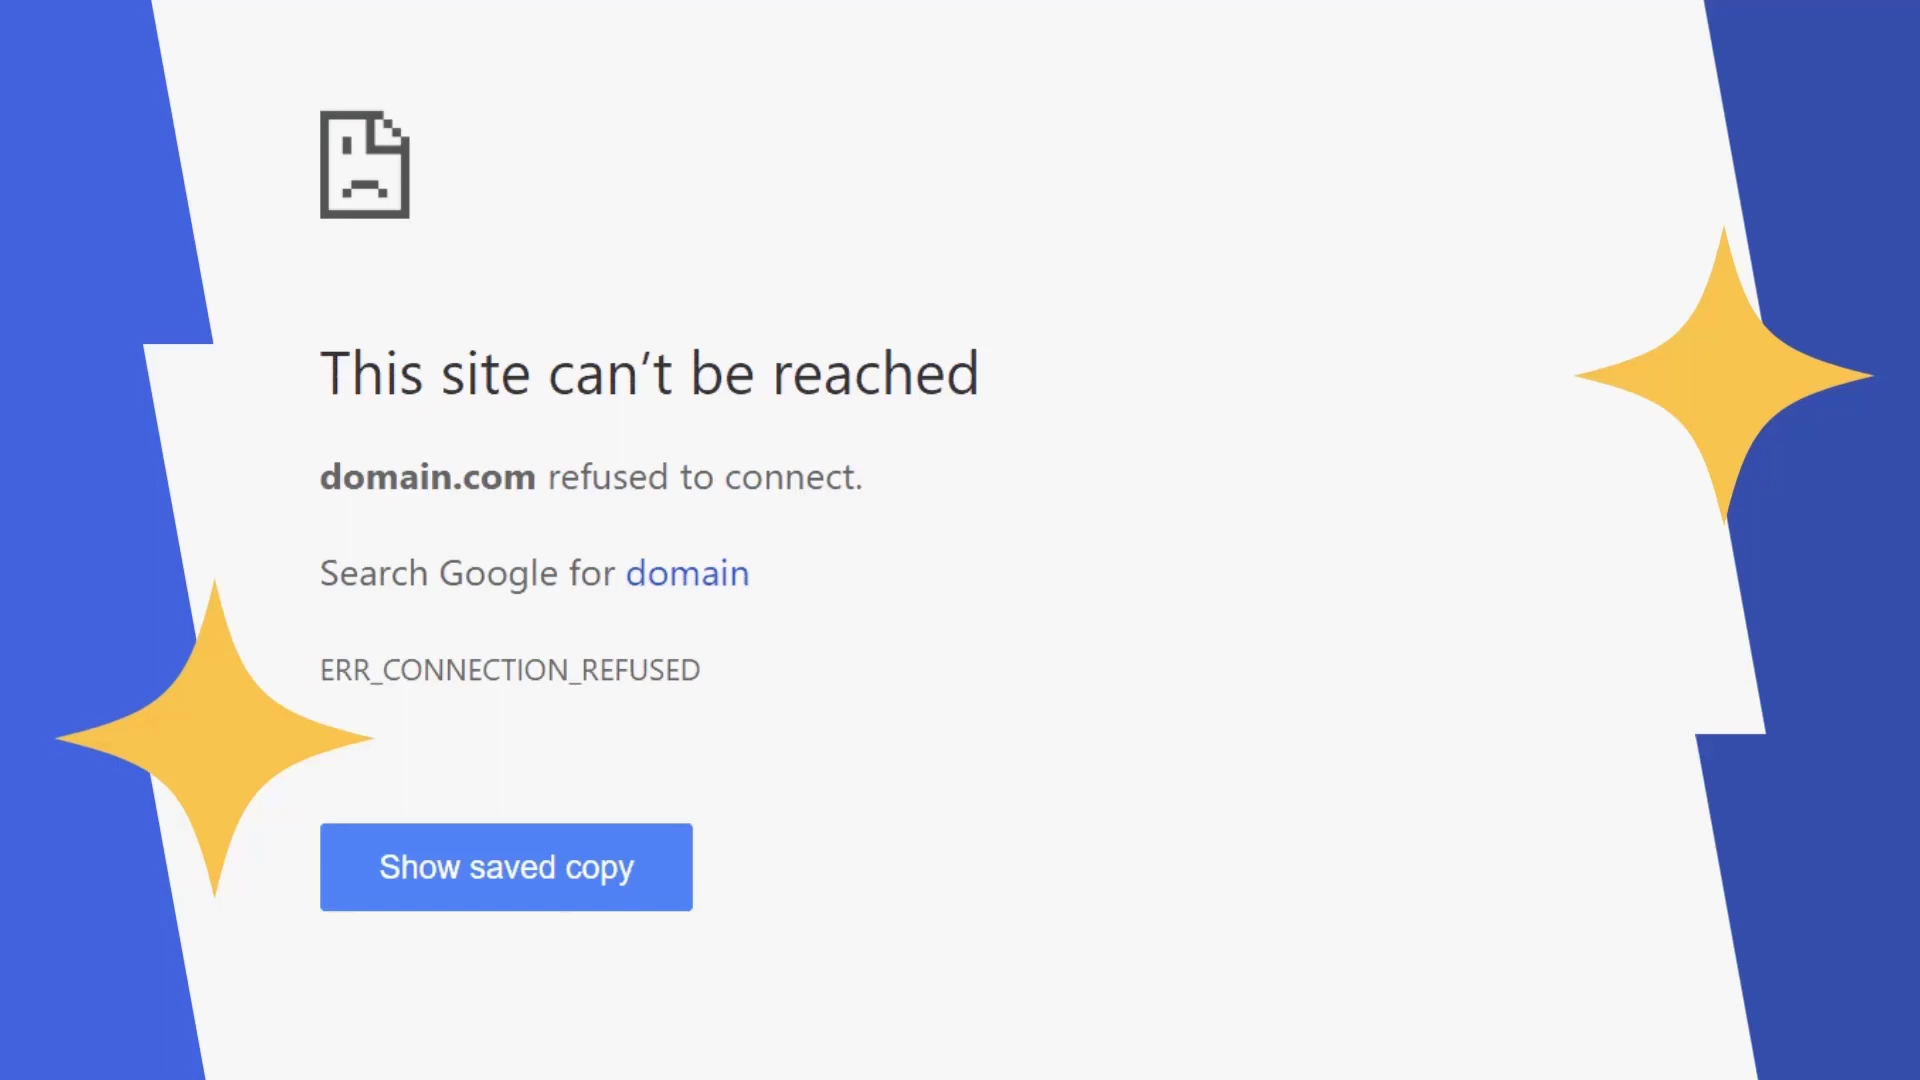 This site can’t be reached
domain.com refused to connect.
Search Google for domain
ERR_CONNECTION_REFUSED
Show saved copy